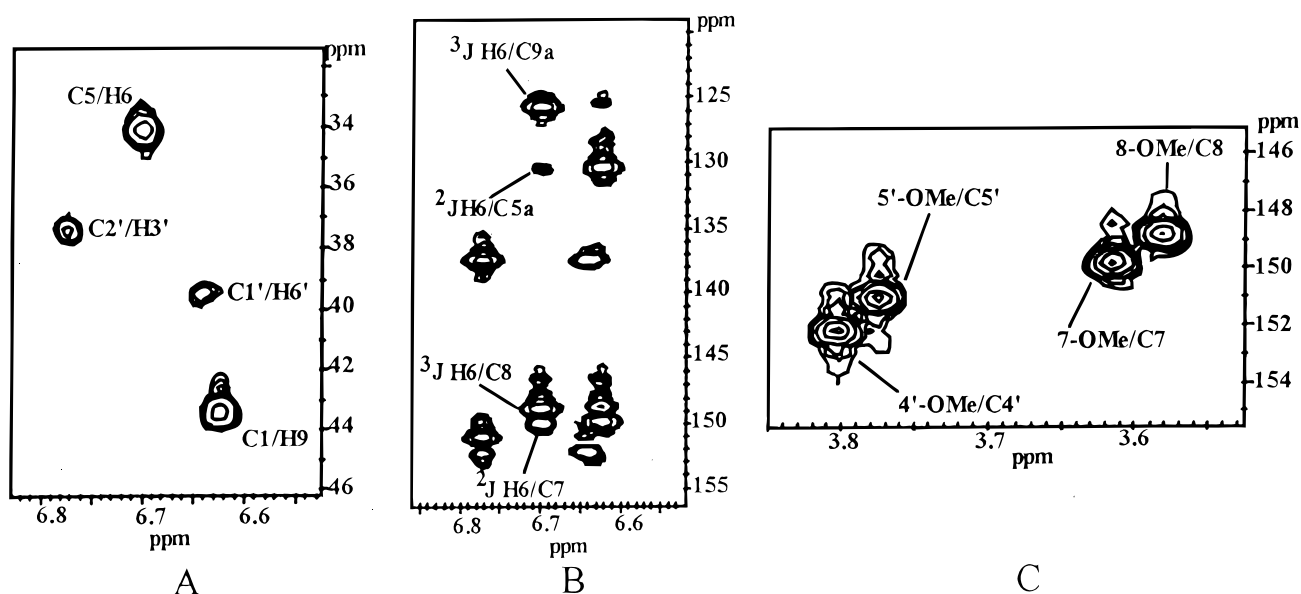 ppm
C5/H6
34
36
C2'/H3'
38
C1'/H6'
40
42
C1/H9
44
46
6.8
6.7
6.6
ppm
A
ppm
3J H6/C9a
125
130
2JH6/C5a
135
140
145
3J H6/C8
150
2J H6/C7
155
6.8
6.7
6.6
ppm
B
ppm
8-OMe/C8
146
5'-OMe/C5'
148
150
7-OMe/C7
152
4'-OMe/C4'
154
3.8
3.7
3.6
ppm
C